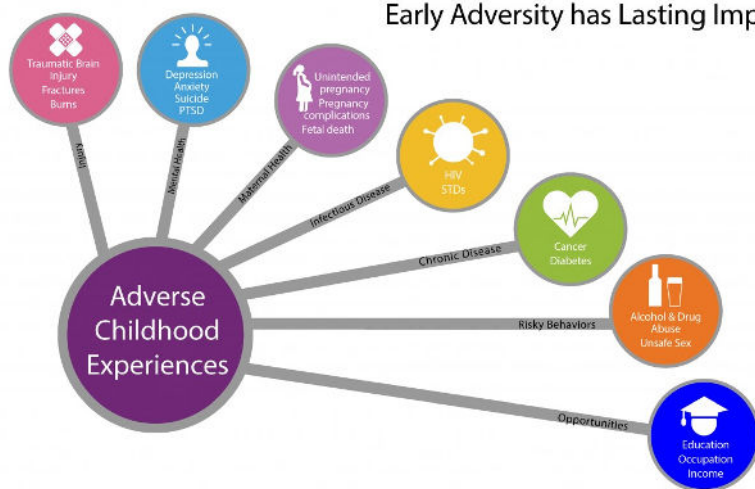 Early Adversity has Lasting Imp
Traumatic Brain
Injury
Fractures
Burns
Injury
Depression
Anxiety
Suicide
PTSD
Mental Health
Unintended
pregnancy
Pregnancy
complications
Fetal death
Maternal Health
HIV
STDs
Infectious Disease
Cancer
Diabetes
Chronic Disease
Alcohol & Drug
Abuse
Unsafe Sex
Risky Behaviors
Education
Occupation
Income
Opportunities
Adverse
Childhood
Experiences